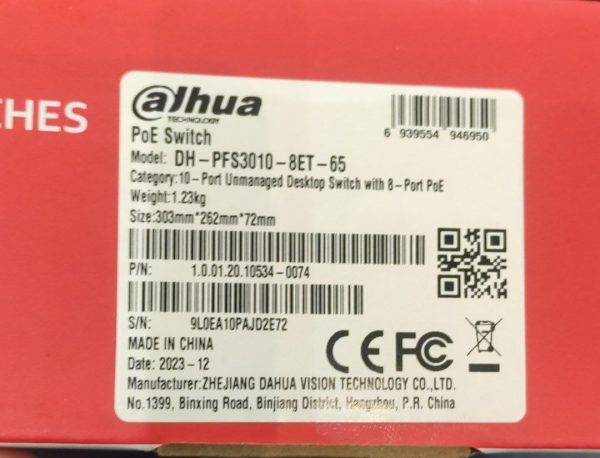 CHES
alhua
TECHNOLOGY
6 939554 946950
PoE Switch
Model: DH-PFS3010-8ET-65
Category:10-Port Unmanaged Desktop Switch with 8-Port PoE
Weight:1.23kg
Size:303mm*262mm*72mm
P/N: 1.0.01.20.10534-0074
S/N: 9L0EA10PAJD2E72
MADE IN CHINA
Date: 2023-12
CE FC
Manufacturer:ZHEJIANG DAHUA VISION TECHNOLOGY CO.,LTD.
No.1399, Binxing Road, Binjiang District, Hangzhou, P.R. China